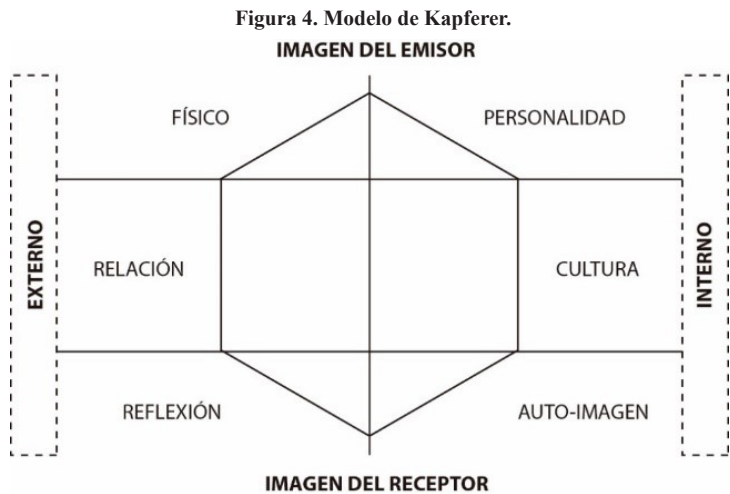 Figura 4. Modelo de Kapferer.
IMAGEN DEL EMISOR
FÍSICO
PERSONALIDAD
EXTERNO
RELACIÓN
CULTURA
INTERNO
REFLEXIÓN
AUTO-IMAGEN
IMAGEN DEL RECEPTOR